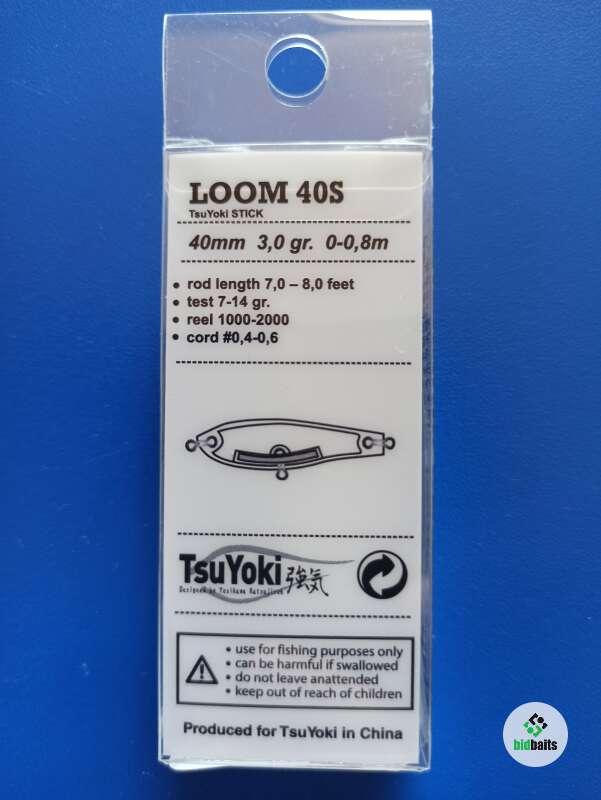 LOOM 40S
TsuYoki STICK
40mm 3,0 gr. 0-0,8m
• rod length 7,0 – 8,0 feet
• test 7-14 gr.
• reel 1000-2000
• cord #0,4-0,6
TsuYoki 強気
Designed by
• use for fishing purposes only
• can be harmful if swallowed
• do not leave anattended
• keep out of reach of children
Produced for TsuYoki in China
bidbaits